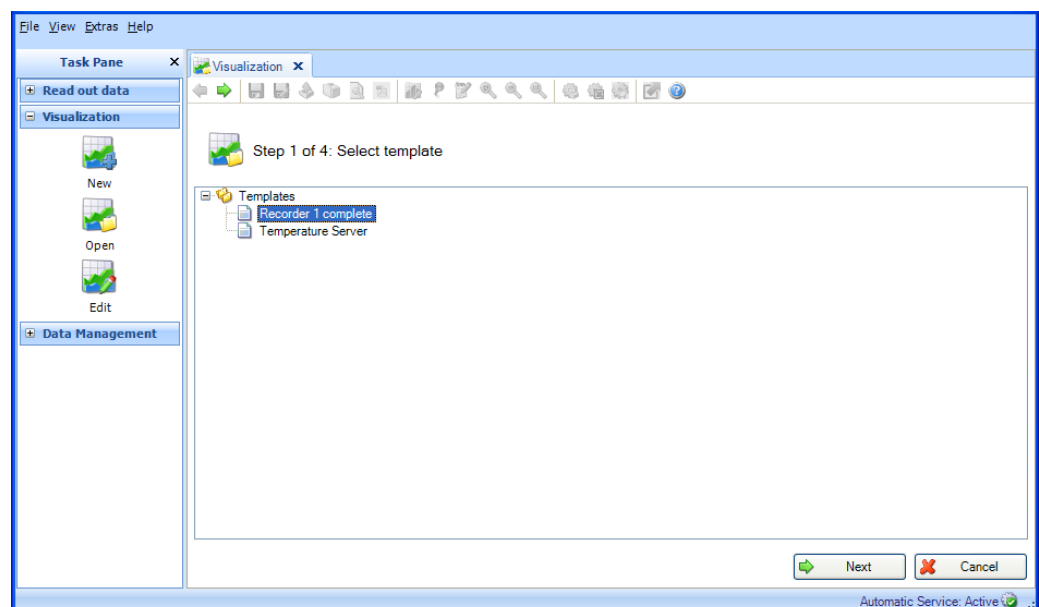 File View Extras Help
Task Pane
Visualization
Read out data
Visualization
New
Open
Edit
Data Management
Step 1 of 4: Select template
Templates
Recorder 1 complete
Temperature Server
Next Cancel
Automatic Service: Active